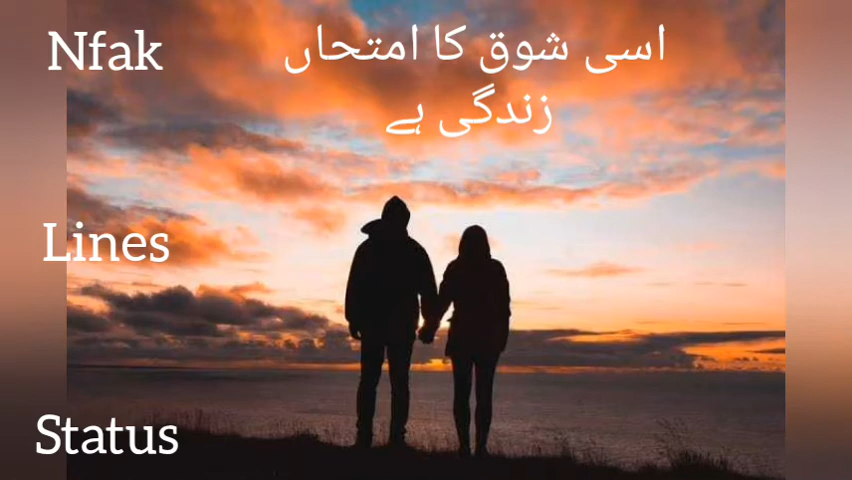 Nfak
اسی شوق کا امتحاں
زندگی ہے
Lines
Status